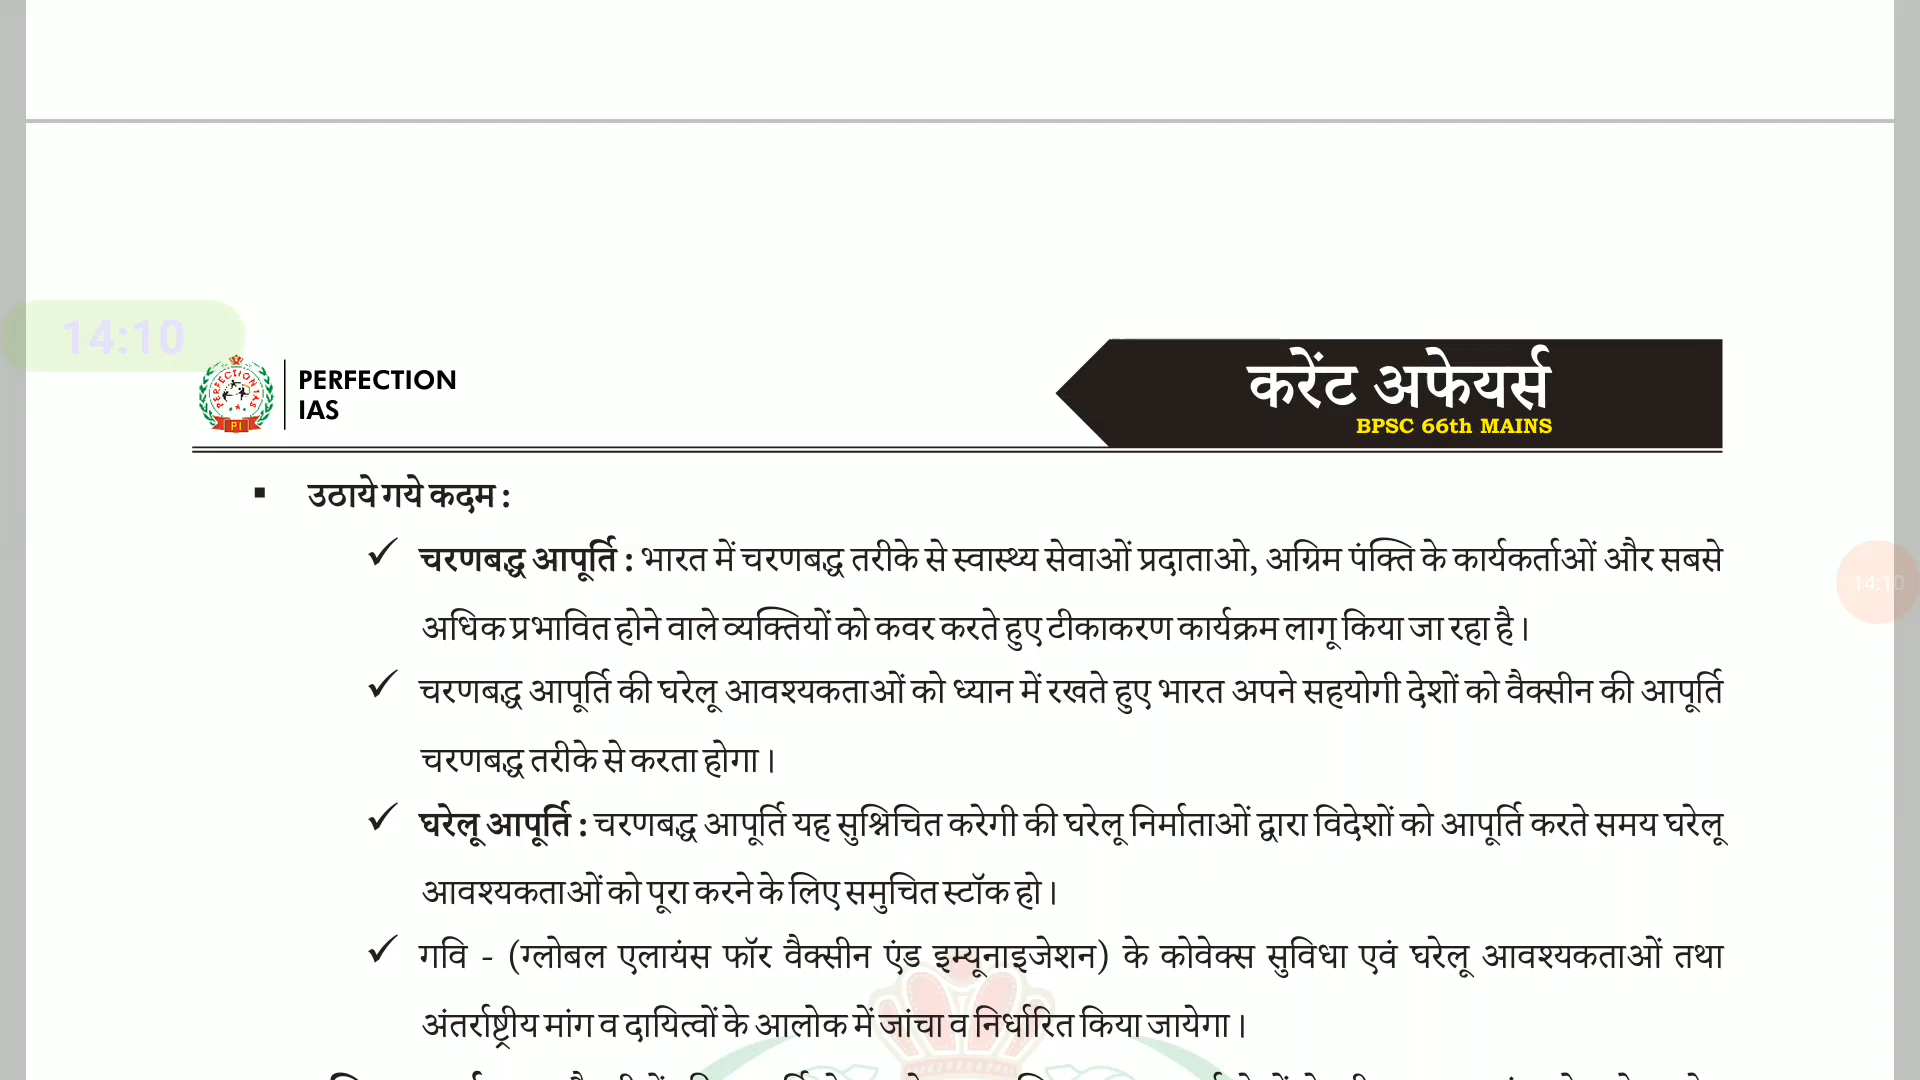 14:10
PERFECTION
IAS
करेंट अफेयर्स
BPSC 66th MAINS
▪ उठाये गये कदम :
✓ चरणबद्ध आपूर्ति : भारत में चरणबद्ध तरीके से स्वास्थ्य सेवाओं प्रदाताओ, अग्रिम पंक्ति के कार्यकर्ताओं और सबसे
अधिक प्रभावित होने वाले व्यक्तियों को कवर करते हुए टीकाकरण कार्यक्रम लागू किया जा रहा है।
14:10
✓ चरणबद्ध आपूर्ति की घरेलू आवश्यकताओं को ध्यान में रखते हुए भारत अपने सहयोगी देशों को वैक्सीन की आपूर्ति
चरणबद्ध तरीके से करता होगा।
✓ घरेलू आपूर्ति : चरणबद्ध आपूर्ति यह सुश्निचित करेगी की घरेलू निर्माताओं द्वारा विदेशों को आपूर्ति करते समय घरेलू
आवश्यकताओं को पूरा करने के लिए समुचित स्टॉक हो।
✓ गवि - (ग्लोबल एलायंस फॉर वैक्सीन एंड इम्यूनाइजेशन) के कोवेक्स सुविधा एवं घरेलू आवश्यकताओं तथा
अंतर्राष्ट्रीय मांग व दायित्वों के आलोक में जांचा व निर्धारित किया जायेगा।